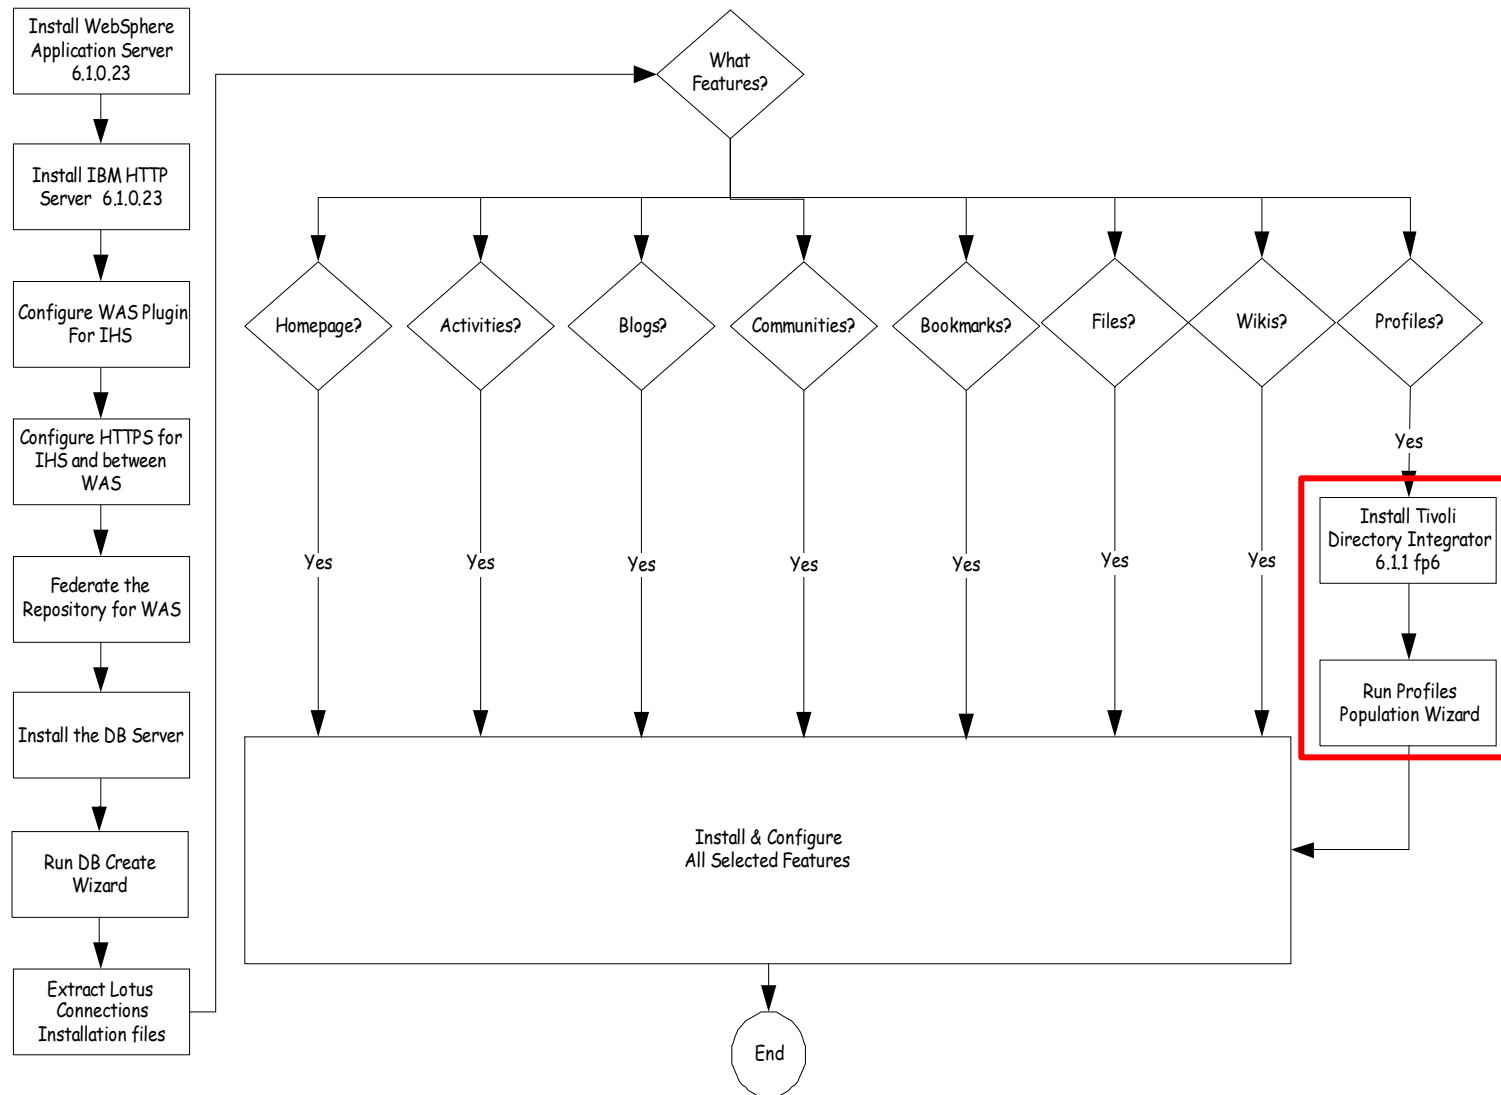 Install WebSphere
Application Server
6.1.0.23
Install IBM HTTP
Server 6.1.0.23
Configure WAS Plugin
For IHS
Configure HTTPS for
IHS and between
WAS
Federate the
Repository for WAS
Install the DB Server
Run DB Create
Wizard
Extract Lotus
Connections
Installation files
What
Features?
Homepage?
Activities?
Blogs?
Communities?
Bookmarks?
Files?
Wikis?
Profiles?
Yes
Yes
Yes
Yes
Yes
Yes
Yes
Yes
Install Tivoli
Directory Integrator
6.1.1 fp6
Run Profiles
Population Wizard
Install & Configure
All Selected Features
End